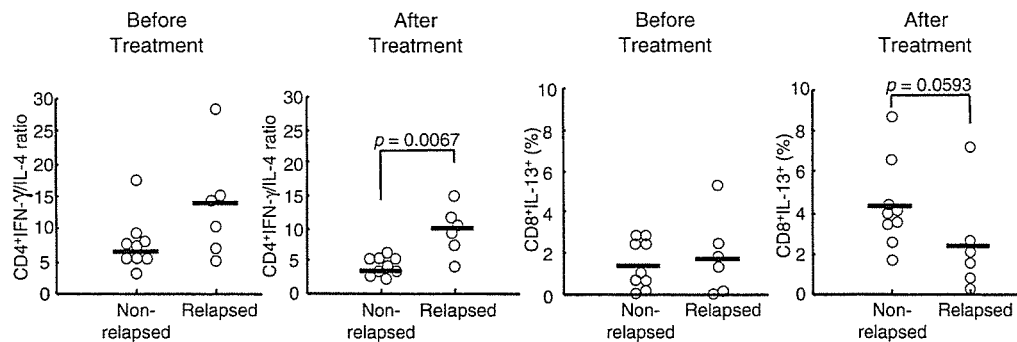 Before
Treatment
CD4+IFN-γ/IL-4 ratio
30
25
20
15
10
5
0
Non-
relapsed
Relapsed
After
Treatment
CD4+IFN-γ/IL-4 ratio
30
25
20
15
10
5
0
p = 0.0067
Non-
relapsed
Relapsed
Before
Treatment
CD8+IL-13+ (%)
10
8
6
4
2
0
Non-
relapsed
Relapsed
After
Treatment
CD8+IL-13+ (%)
10
8
6
4
2
0
p = 0.0593
Non-
relapsed
Relapsed